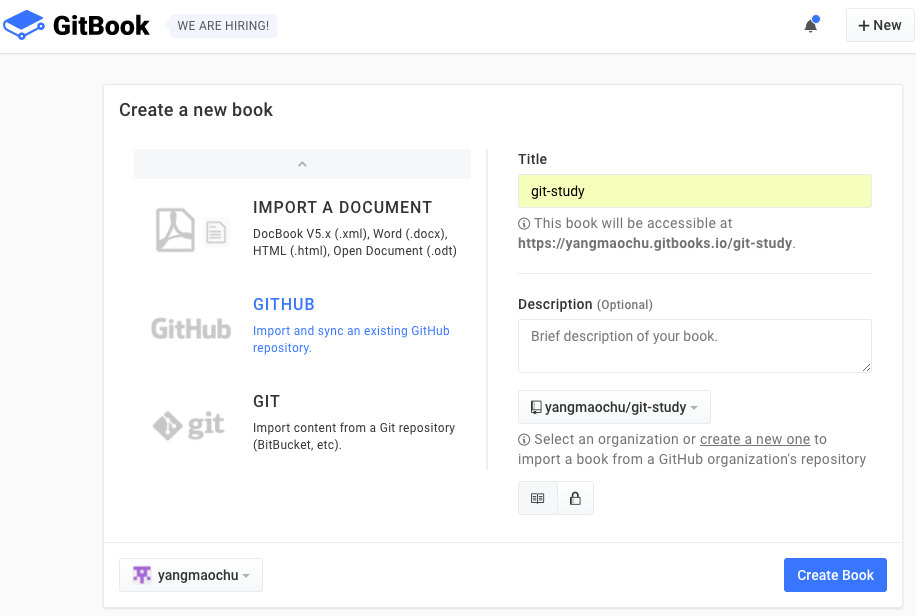 GitBook
WE ARE HIRING!
+ New
Create a new book
IMPORT A DOCUMENT
DocBook V5.x (.xml), Word (.docx),
HTML (.html), Open Document (.odt)
GitHub
GITHUB
Import and sync an existing GitHub
repository.
git
GIT
Import content from a Git repository
(BitBucket, etc).
Title
git-study
This book will be accessible at
https://yangmaochu.gitbooks.io/git-study.
Description (Optional)
Brief description of your book.
yangmaochu/git-study
Select an organization or create a new one to
import a book from a GitHub organization's repository
yangmaochu
Create Book